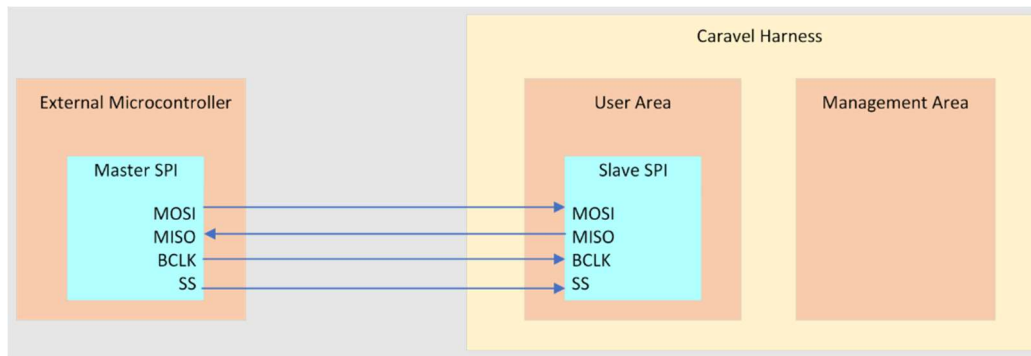 Caravel Harness
External Microcontroller
User Area
Management Area
Master SPI
Slave SPI
MOSI
MOSI
MISO
MISO
BCLK
BCLK
SS
SS